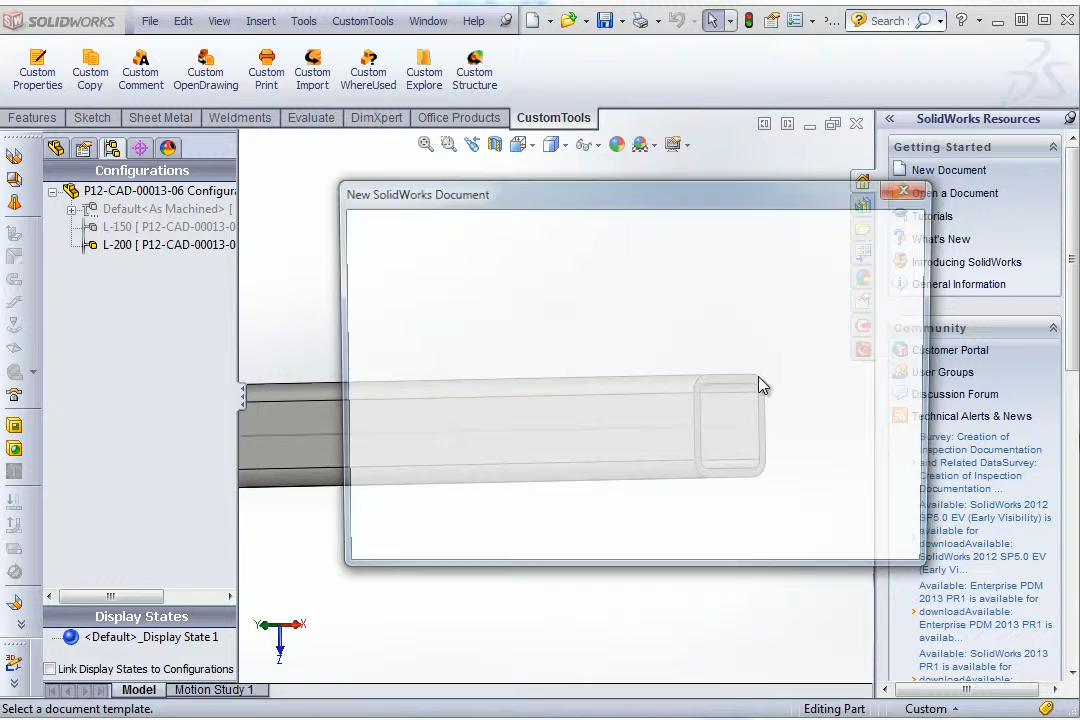 SOLIDWORKS File Edit View Insert Tools CustomTools Window Help Search
Custom Properties
Custom Copy
Custom Comment
Custom OpenDrawing
Custom Print
Custom Import
Custom WhereUsed
Custom Explore
Custom Structure
Features Sketch Sheet Metal Weldments Evaluate DimXpert Office Products CustomTools
SolidWorks Resources
Configurations
P12-CAD-00013-06 Configura
Default<As Machined> [
L-150 [ P12-CAD-00013-0
L-200 [ P12-CAD-00013-0
New SolidWorks Document
Getting Started
New Document
Open a Document
Tutorials
What's New
Introducing SolidWorks
General Information
Community
Customer Portal
User Groups
Discussion Forum
Technical Alerts & News
Survey: Creation of
Inspection Documentation
and Related DataSurvey:
Creation of Inspection
Documentation ...
Available: SolidWorks 2012
SP5.0 EV (Early Visibility) is
available for
downloadAvailable:
SolidWorks 2012 SP5.0 EV
(Early Vi...
Available: Enterprise PDM
2013 PR1 is available for
downloadAvailable:
Enterprise PDM 2013 PR1 is
availab...
Available: SolidWorks 2013
PR1 is available for
downloadAvailable:
Y X
Z
Display States
<Default>_Display State 1
Link Display States to Configurations
Model Motion Study 1
Select a document template. Editing Part Custom